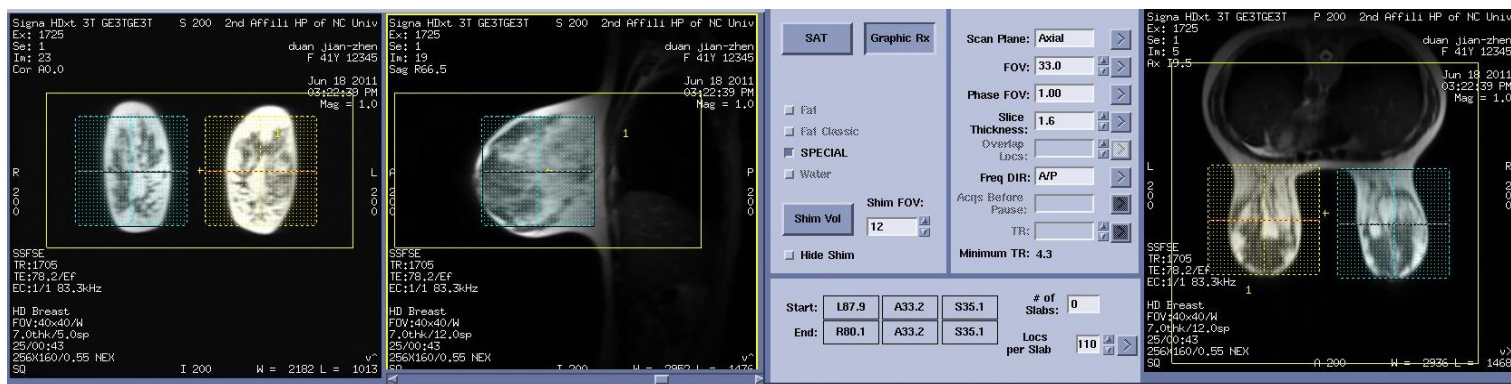 Signa HDxt 3T GE3TGE3T S 200 2nd Affili HP of NC Univ
Ex: 1725
Se: 1
Im: 23
Cor A0.0
duan jian-zhen
F 41Y 12345
Jun 18 2011
03:22:39 PM
Mag = 1.0
1
R
200
L
200
SSFSE
TR:1705
TE:78.2/Ef
EC:1/1 83.3kHz
HD Breast
FOV:40x40/W
7.0thk/5.0sp
25/00:43
256X160/0.55 NEX
SQ I 200 W = 2182 L = 1013
v^
Signa HDxt 3T GE3TGE3T S 200 2nd Affili HP of NC Univ
Ex: 1725
Se: 1
Im: 19
Sag R66.5
duan jian-zhen
F 41Y 12345
Jun 18 2011
03:22:39 PM
Mag = 1.0
1
A
200
P
200
SSFSE
TR:1705
TE:78.2/Ef
EC:1/1 83.3kHz
HD Breast
FOV:40x40/W
7.0thk/12.0sp
25/00:43
256X160/0.55 NEX
SQ I 200 W = 2952 L = 1476
v^
SAT Graphic Rx
Fat
Fat Classic
SPECIAL
Water
Shim Vol
Shim FOV:
12
Hide Shim
Scan Plane: Axial
FOV: 33.0
Phase FOV: 1.00
Slice Thickness: 1.6
Overlap Locs:
Freq DIR: A/P
Acqs Before Pause:
TR:
Minimum TR: 4.3
Start: L87.9 A33.2 S35.1
End: R80.1 A33.2 S35.1
# of Slabs: 0
Locs per Slab 110
Signa HDxt 3T GE3TGE3T P 200 2nd Affili HP of NC Univ
Ex: 1725
Se: 1
Im: 5
Ax I9.5
duan jian-zhen
F 41Y 12345
Jun 18 2011
03:22:39 PM
Mag = 1.0
L
200
R
200
1
SSFSE
TR:1705
TE:78.2/Ef
EC:1/1 83.3kHz
HD Breast
FOV:40x40/W
7.0thk/12.0sp
25/00:43
256X160/0.55 NEX
SQ A 200 W = 2936 L = 1468